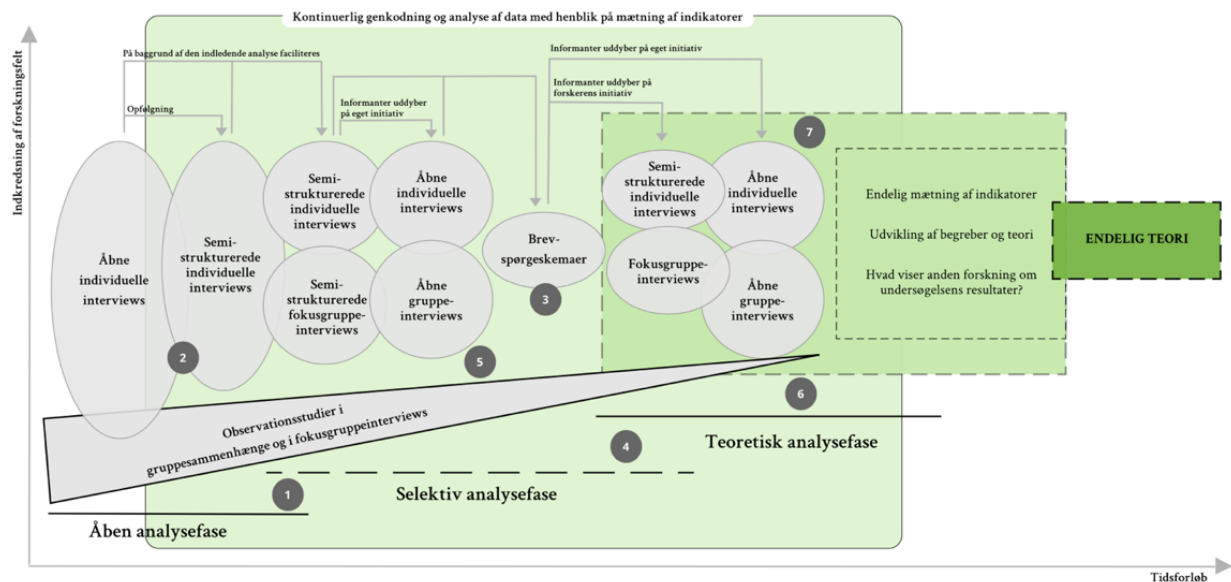 Kontinuerlig genkodning og analyse af data med henblik på mætning af indikatorer
Indkredsning af forskningsfelt
På baggrund af den indledende analyse faciliteres
Opfølgning
Informanter uddyber
på eget initiativ
Informanter uddyber på eget initiativ
Informanter uddyber på
forskerens initiativ
Åbne
individuelle
interviews
2
Semi-
strukturerede
individuelle
interviews
Semi-
strukturerede
individuelle
interviews
Semi-
strukturerede
fokusgruppe-
interviews
Åbne
individuelle
interviews
Åbne
gruppe-
interviews
5
Brev-
spørgeskemaer
3
7
Semi-
strukturerede
individuelle
interviews
Fokusgruppe-
interviews
Åbne
individuelle
interviews
Åbne
gruppe-
interviews
Endelig mætning af indikatorer
Udvikling af begreber og teori
Hvad viser anden forskning om
undersøgelsens resultater?
ENDELIG TEORI
Observationsstudier i
gruppesammenhænge og i fokusgruppeinterviews
6
Teoretisk analysefase
4
Selektiv analysefase
1
Åben analysefase
Tidsforløb